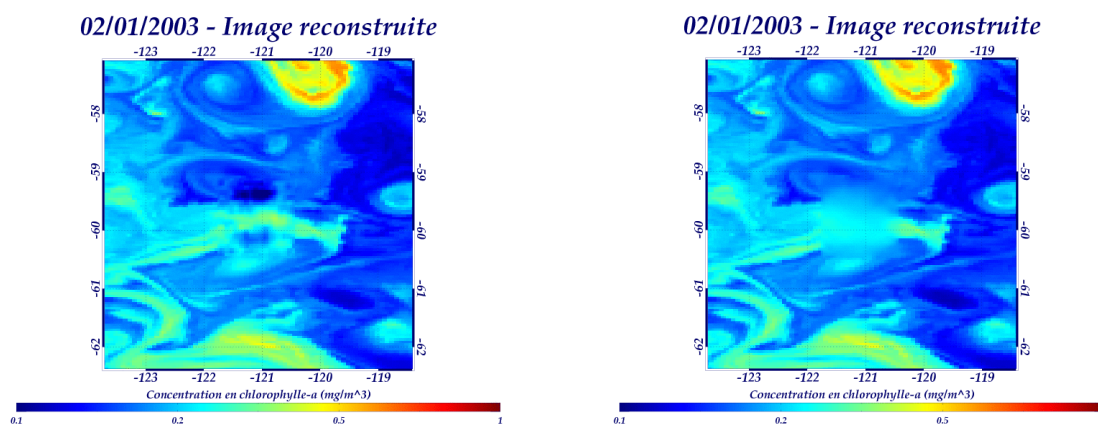 02/01/2003 - Image reconstruite
-123 -122 -121 -120 -119
-58 -58
-59 -59
-60 -60
-61 -61
-62 -62
-123 -122 -121 -120 -119
Concentration en chlorophylle-a (mg/m^3)
0.1 0.2 0.5 1
02/01/2003 - Image reconstruite
-123 -122 -121 -120 -119
-58 -58
-59 -59
-60 -60
-61 -61
-62 -62
-123 -122 -121 -120 -119
Concentration en chlorophylle-a (mg/m^3)
0.1 0.2 0.5